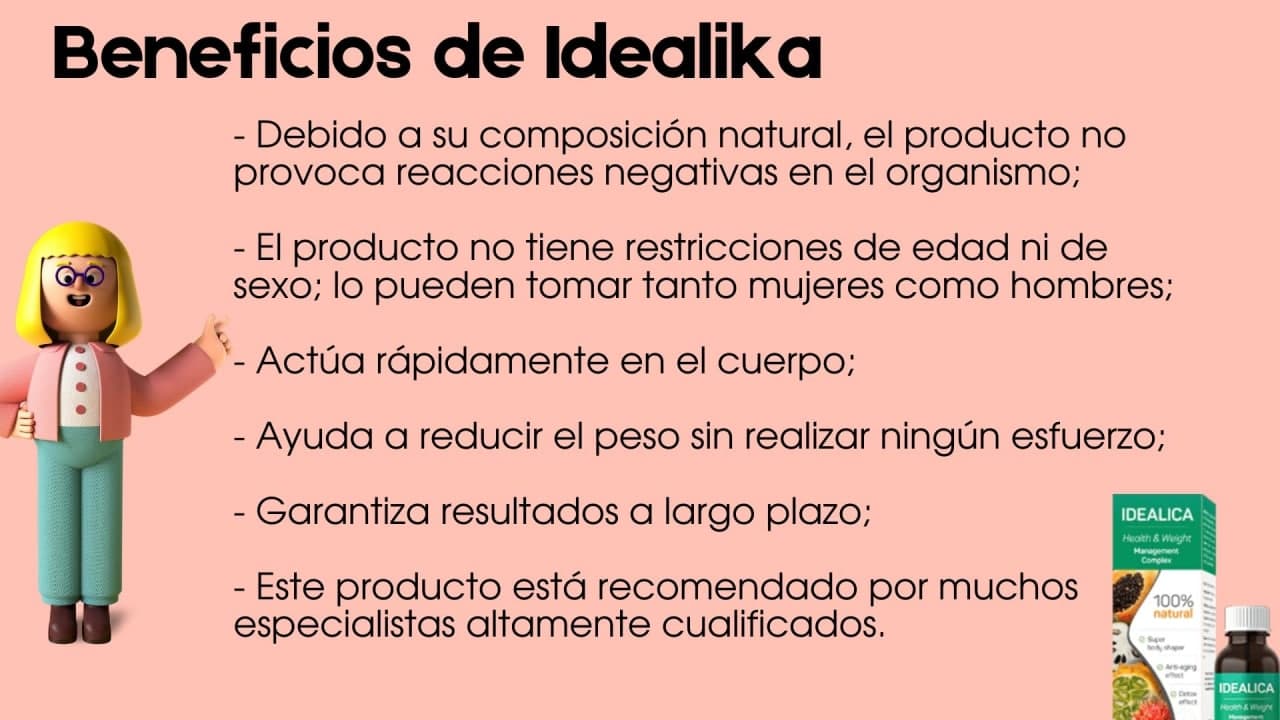 Beneficios de Idealika
- Debido a su composición natural, el producto no
provoca reacciones negativas en el organismo;
- El producto no tiene restricciones de edad ni de
sexo; lo pueden tomar tanto mujeres como hombres;
- Actúa rápidamente en el cuerpo;
- Ayuda a reducir el peso sin realizar ningún esfuerzo;
- Garantiza resultados a largo plazo;
- Este producto está recomendado por muchos
especialistas altamente cualificados.
IDEALICA
Health & Weight
Management
Complex
100%
natural
Super
body shaper
Anti-aging
effect
Detox
effect
IDEALICA
Health & Weight
Management